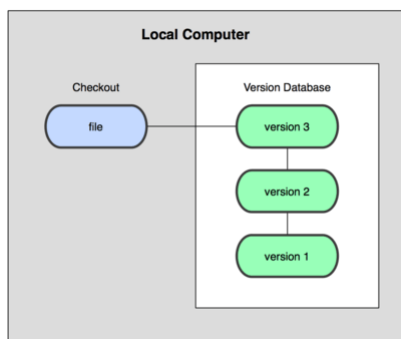 Local Computer
Checkout
Version Database
file
version 3
version 2
version 1